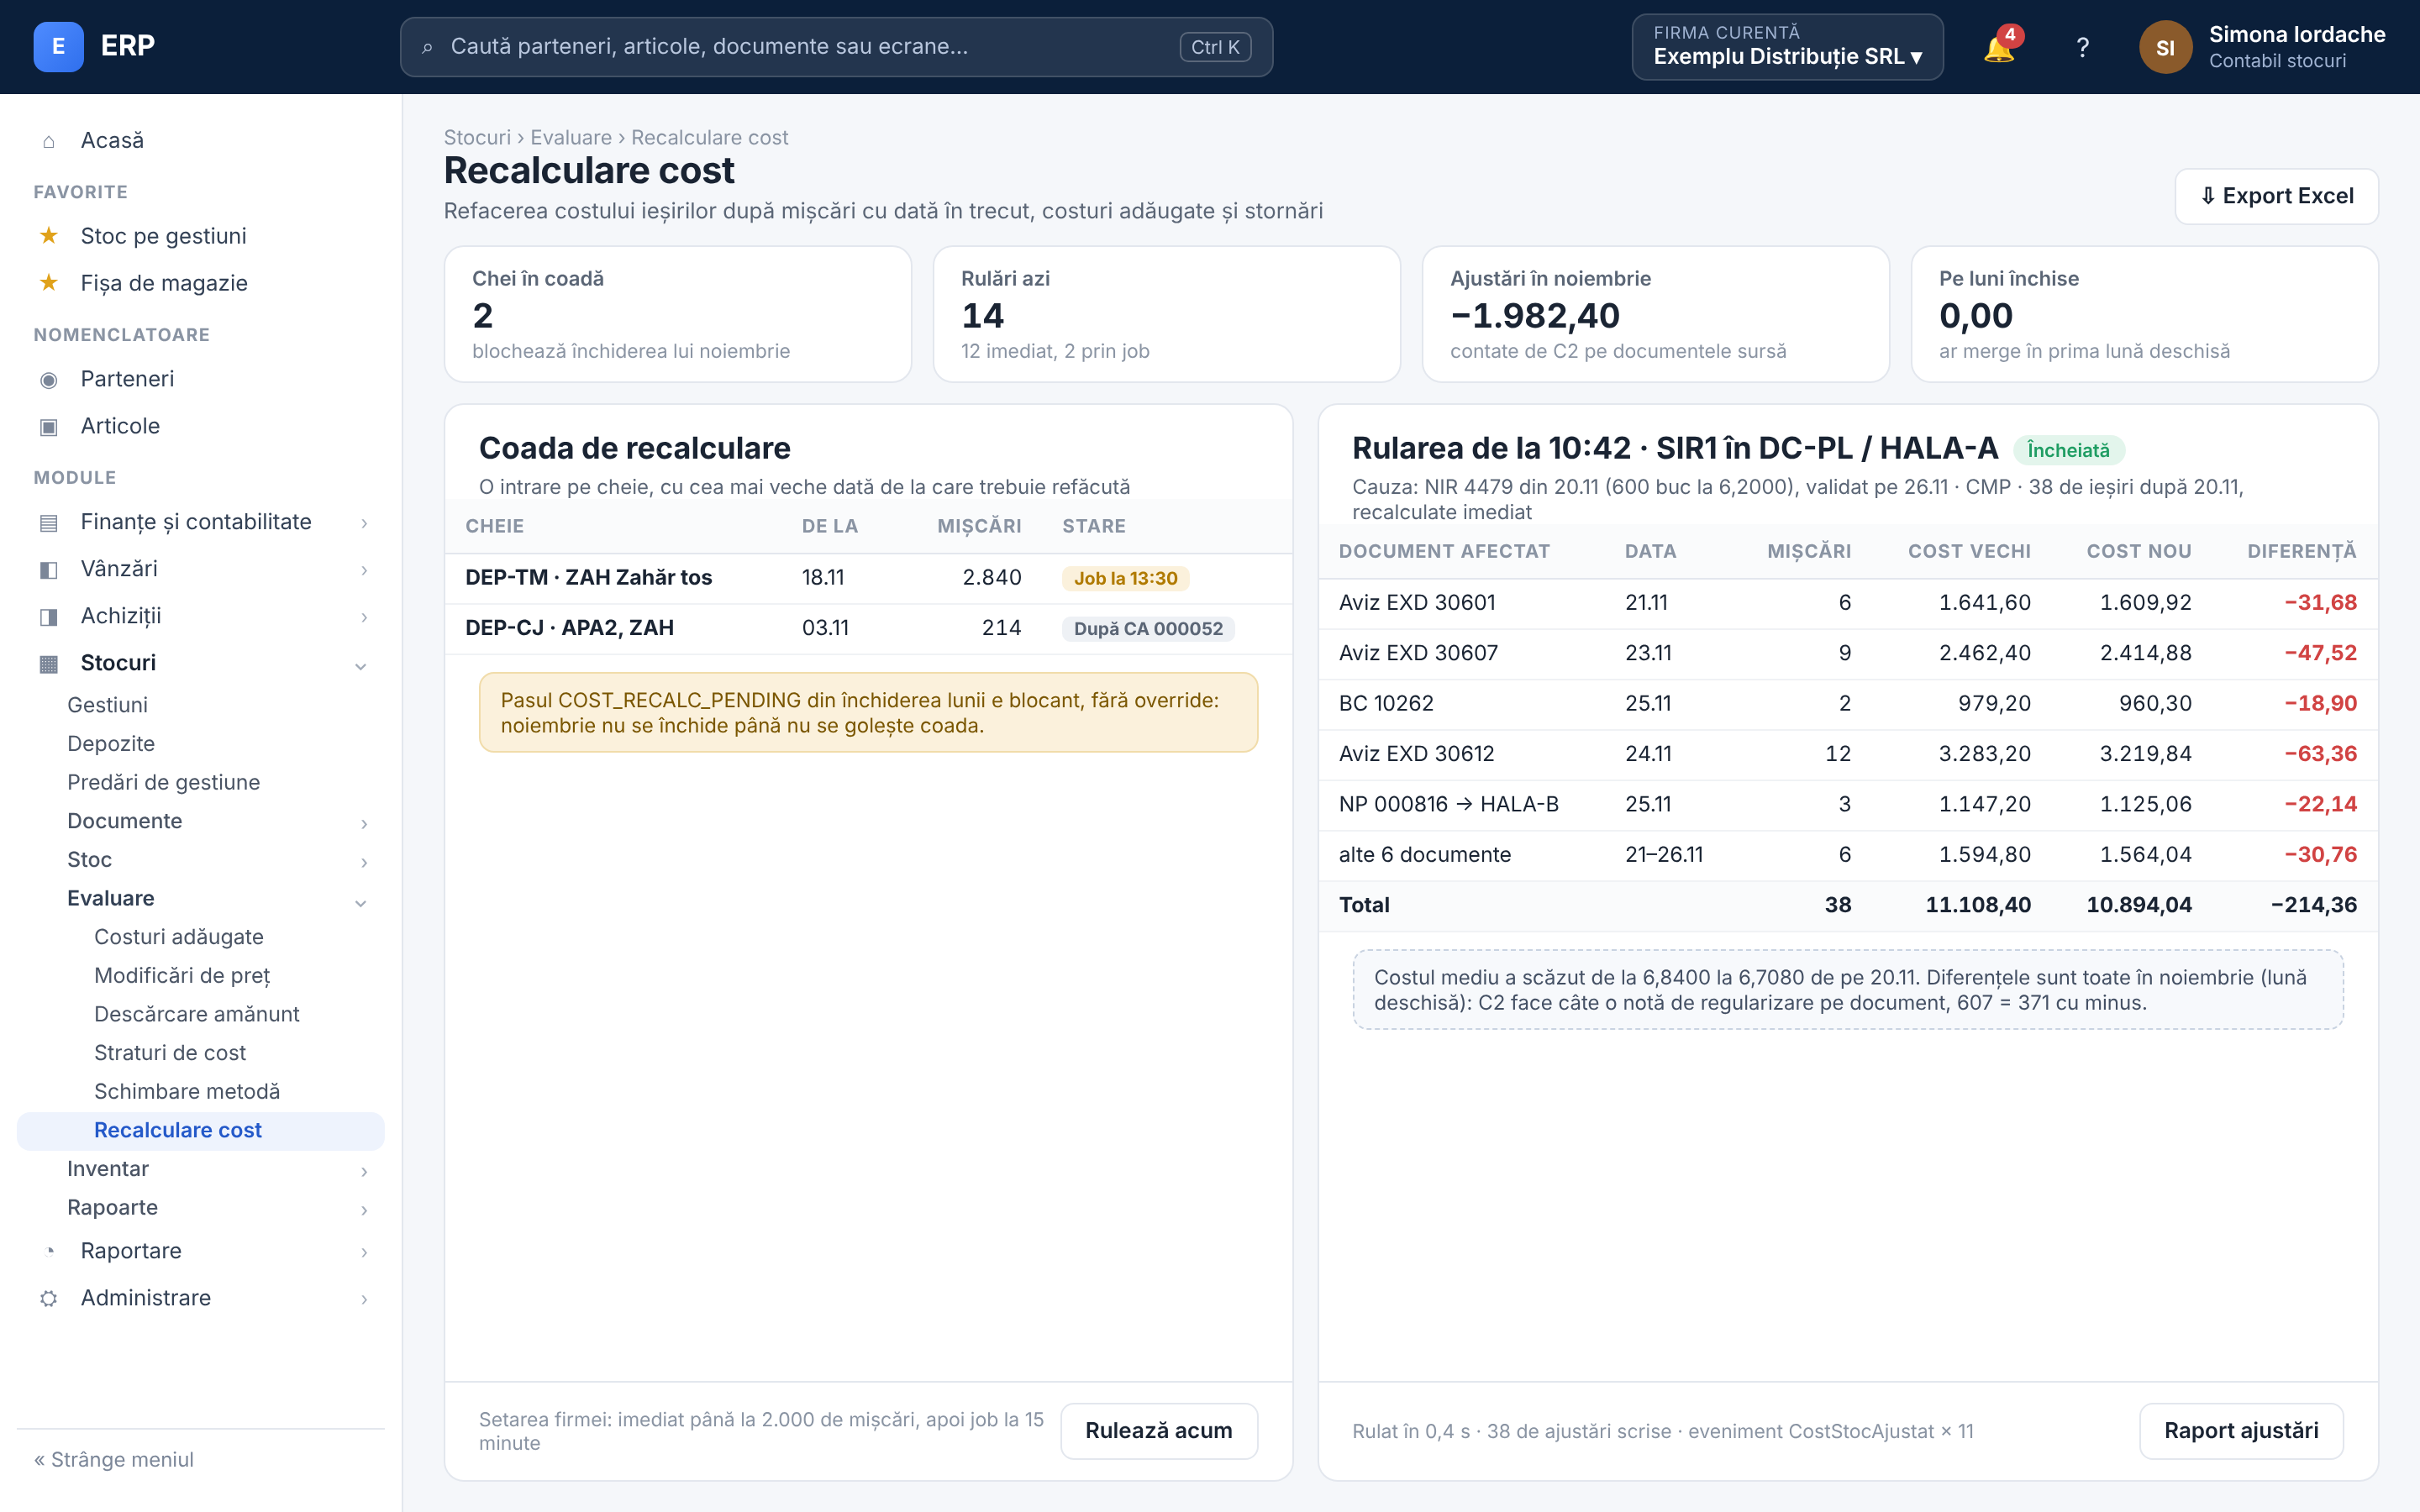 E ERP
⌕ Caută parteneri, articole, documente sau ecrane... Ctrl K
FIRMA CURENTĂ
Exemplu Distribuție SRL ▾
4
?
SI
Simona Iordache
Contabil stocuri
Acasă
FAVORITE
★ Stoc pe gestiuni
★ Fișa de magazie
NOMENCLATOARE
Parteneri
Articole
MODULE
Finanțe și contabilitate ›
Vânzări ›
Achiziții ›
Stocuri
Gestiuni
Depozite
Predări de gestiune
Documente ›
Stoc ›
Evaluare
Costuri adăugate
Modificări de preț
Descărcare amănunt
Straturi de cost
Schimbare metodă
Recalculare cost
Inventar ›
Rapoarte ›
Raportare ›
Administrare ›
« Strânge meniul
Stocuri › Evaluare › Recalculare cost
Recalculare cost
Refacerea costului ieșirilor după mișcări cu dată în trecut, costuri adăugate și stornări
⇩ Export Excel
Chei în coadă
2
blochează închiderea lui noiembrie
Rulări azi
14
12 imediat, 2 prin job
Ajustări în noiembrie
−1.982,40
contate de C2 pe documentele sursă
Pe luni închise
0,00
ar merge în prima lună deschisă
Coada de recalculare
O intrare pe cheie, cu cea mai veche dată de la care trebuie refăcută
CHEIE DE LA MIȘCĂRI STARE
DEP-TM · ZAH Zahăr tos 18.11 2.840 Job la 13:30
DEP-CJ · APA2, ZAH 03.11 214 După CA 000052
Pasul COST_RECALC_PENDING din închiderea lunii e blocant, fără override:
noiembrie nu se închide până nu se golește coada.
Setarea firmei: imediat până la 2.000 de mișcări, apoi job la 15
minute
Rulează acum
Rularea de la 10:42 · SIR1 în DC-PL / HALA-A Încheiată
Cauza: NIR 4479 din 20.11 (600 buc la 6,2000), validat pe 26.11 · CMP · 38 de ieșiri după 20.11,
recalculate imediat
DOCUMENT AFECTAT DATA MIȘCĂRI COST VECHI COST NOU DIFERENȚĂ
Aviz EXD 30601 21.11 6 1.641,60 1.609,92 −31,68
Aviz EXD 30607 23.11 9 2.462,40 2.414,88 −47,52
BC 10262 25.11 2 979,20 960,30 −18,90
Aviz EXD 30612 24.11 12 3.283,20 3.219,84 −63,36
NP 000816 → HALA-B 25.11 3 1.147,20 1.125,06 −22,14
alte 6 documente 21–26.11 6 1.594,80 1.564,04 −30,76
Total 38 11.108,40 10.894,04 −214,36
Costul mediu a scăzut de la 6,8400 la 6,7080 de pe 20.11. Diferențele sunt toate în noiembrie (lună
deschisă): C2 face câte o notă de regularizare pe document, 607 = 371 cu minus.
Rulat în 0,4 s · 38 de ajustări scrise · eveniment CostStocAjustat × 11
Raport ajustări